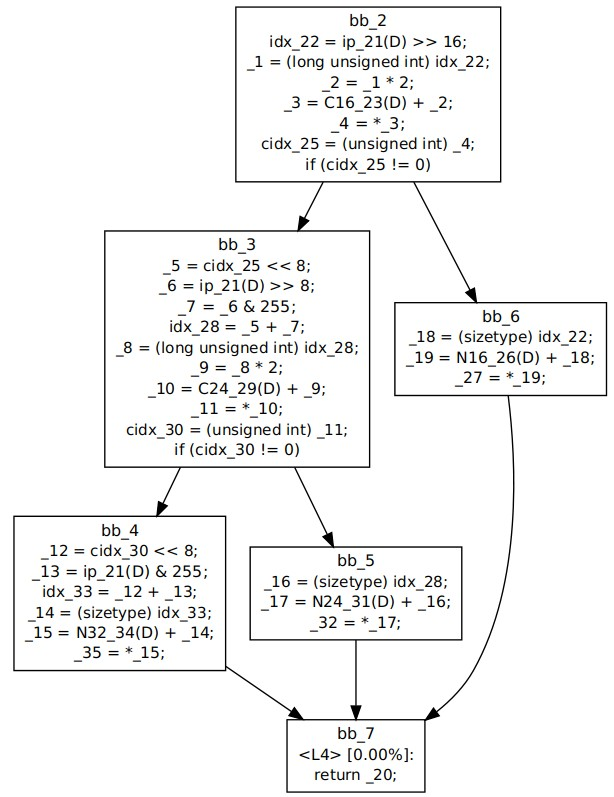 bb_2
idx_22 = ip_21(D) >> 16;
_1 = (long unsigned int) idx_22;
_2 = _1 * 2;
_3 = C16_23(D) + _2;
_4 = *_3;
cidx_25 = (unsigned int) _4;
if (cidx_25 != 0)
bb_3
_5 = cidx_25 << 8;
_6 = ip_21(D) >> 8;
_7 = _6 & 255;
idx_28 = _5 + _7;
_8 = (long unsigned int) idx_28;
_9 = _8 * 2;
_10 = C24_29(D) + _9;
_11 = *_10;
cidx_30 = (unsigned int) _11;
if (cidx_30 != 0)
bb_6
_18 = (sizetype) idx_22;
_19 = N16_26(D) + _18;
_27 = *_19;
bb_4
_12 = cidx_30 << 8;
_13 = ip_21(D) & 255;
idx_33 = _12 + _13;
_14 = (sizetype) idx_33;
_15 = N32_34(D) + _14;
_35 = *_15;
bb_5
_16 = (sizetype) idx_28;
_17 = N24_31(D) + _16;
_32 = *_17;
bb_7
<L4> [0.00%]:
return _20;